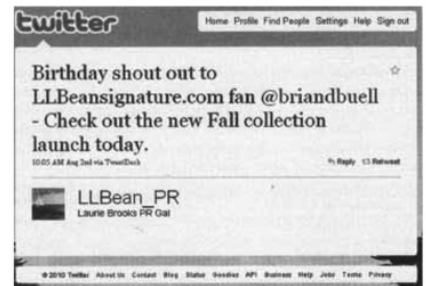 twitter
Home Profile Find People Settings Help Sign out
Birthday shout out to
LLBeansignature.com fan @briandbuell
- Check out the new Fall collection
launch today.
10:05 AM Aug 2nd via TweetDeck
Reply Retweet
LLBean_PR
Laurie Brooks PR Gal
© 2010 Twitter About Us Contact Blog Status Goodies API Business Help Jobs Terms Privacy